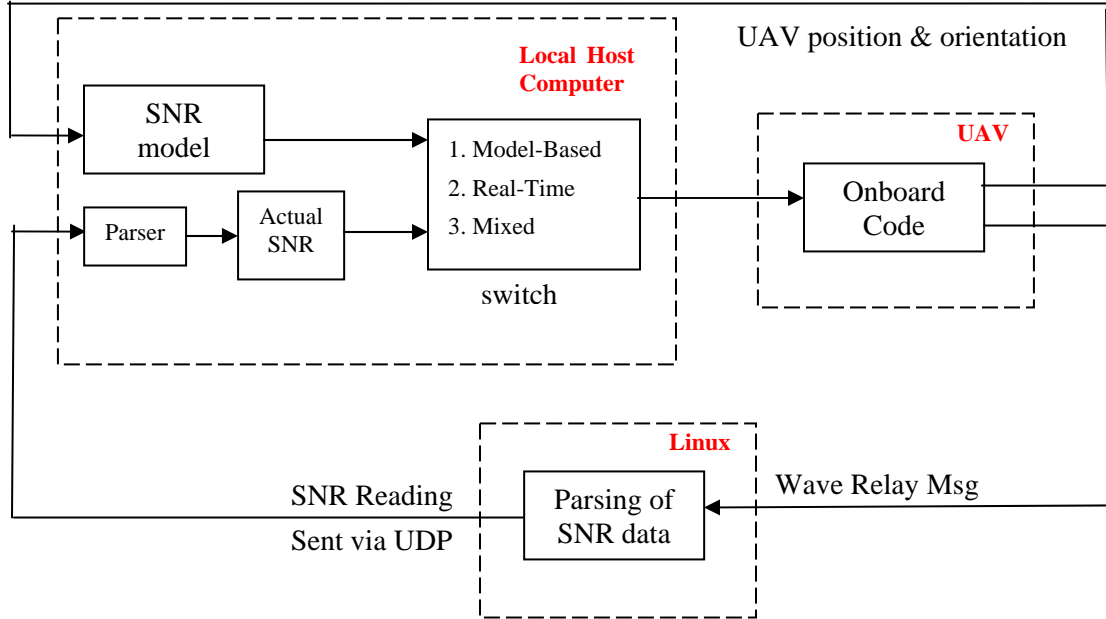 UAV position & orientation
Local Host
Computer
SNR
model
1. Model-Based
2. Real-Time
3. Mixed
switch
Parser
Actual
SNR
UAV
Onboard
Code
Linux
Parsing of
SNR data
Wave Relay Msg
SNR Reading
Sent via UDP